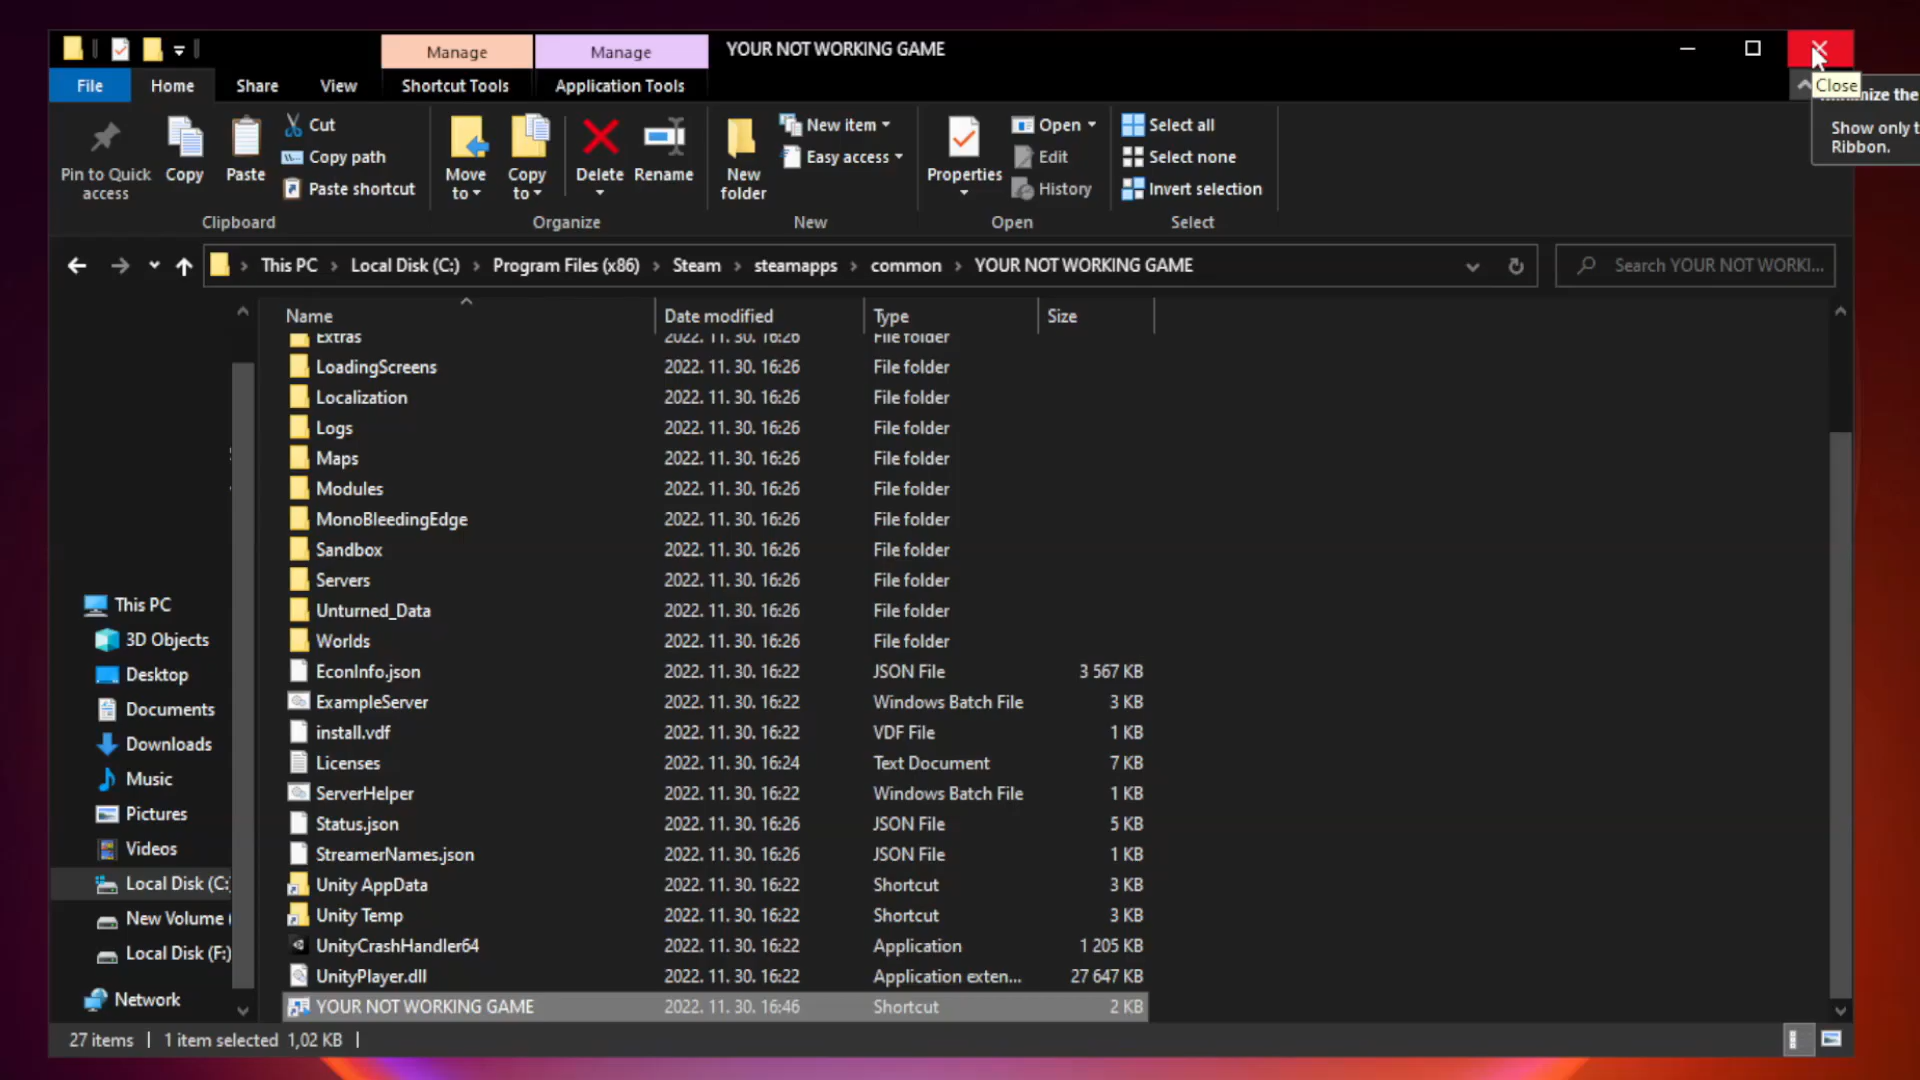 Manage
Manage
YOUR NOT WORKING GAME
Close
File
Home
Share
View
Shortcut Tools
Application Tools
the
Show only t
Ribbon.
Pin to Quick
access
Copy
Paste
Cut
Copy path
Paste shortcut
Clipboard
Move
to
Copy
to
Delete
Rename
Organize
New
folder
New item
Easy access
New
Properties
Open
Edit
History
Open
Select all
Select none
Invert selection
Select
This PC
Local Disk (C:)
Program Files (x86)
Steam
steamapps
common
YOUR NOT WORKING GAME
Search YOUR NOT WORKI...
Name Date modified Type Size
Extras 2022. 11. 30. 16:26 File folder
LoadingScreens 2022. 11. 30. 16:26 File folder
Localization 2022. 11. 30. 16:26 File folder
Logs 2022. 11. 30. 16:26 File folder
Maps 2022. 11. 30. 16:26 File folder
Modules 2022. 11. 30. 16:26 File folder
MonoBleedingEdge 2022. 11. 30. 16:26 File folder
Sandbox 2022. 11. 30. 16:26 File folder
Servers 2022. 11. 30. 16:26 File folder
Unturned_Data 2022. 11. 30. 16:26 File folder
Worlds 2022. 11. 30. 16:26 File folder
EconInfo.json 2022. 11. 30. 16:22 JSON File 3 567 KB
ExampleServer 2022. 11. 30. 16:22 Windows Batch File 3 KB
install.vdf 2022. 11. 30. 16:22 VDF File 1 KB
Licenses 2022. 11. 30. 16:24 Text Document 7 KB
ServerHelper 2022. 11. 30. 16:22 Windows Batch File 1 KB
Status.json 2022. 11. 30. 16:26 JSON File 5 KB
StreamerNames.json 2022. 11. 30. 16:26 JSON File 1 KB
Unity AppData 2022. 11. 30. 16:22 Shortcut 3 KB
Unity Temp 2022. 11. 30. 16:22 Shortcut 3 KB
UnityCrashHandler64 2022. 11. 30. 16:22 Application 1 205 KB
UnityPlayer.dll 2022. 11. 30. 16:22 Application exten... 27 647 KB
YOUR NOT WORKING GAME 2022. 11. 30. 16:46 Shortcut 2 KB
This PC
3D Objects
Desktop
Documents
Downloads
Music
Pictures
Videos
Local Disk (C:
New Volume (
Local Disk (F:)
Network
27 items
1 item selected 1,02 KB